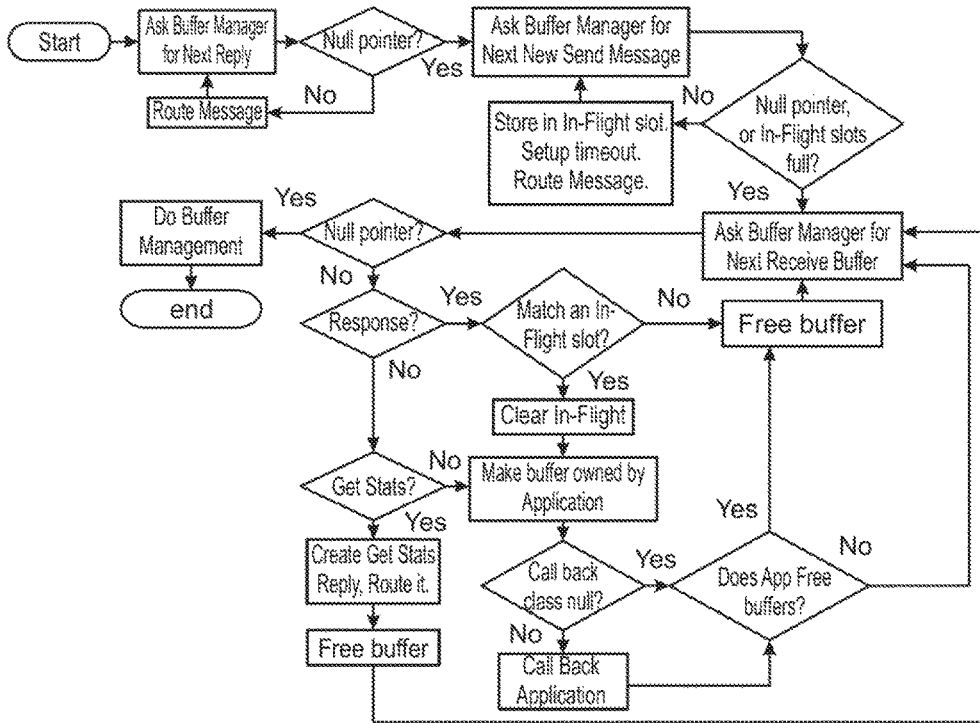 Start
Ask Buffer Manager
for Next Reply
Null pointer?
Yes
No
Route Message
Ask Buffer Manager for
Next New Send Message
Null pointer,
or In-Flight slots
full?
No
Yes
Store in In-Flight slot.
Setup timeout.
Route Message.
Ask Buffer Manager for
Next Receive Buffer
Null pointer?
Yes
No
Do Buffer
Management
end
Response?
Yes
No
Match an In-
Flight slot?
No
Yes
Free buffer
Clear In-Flight
Get Stats?
No
Yes
Make buffer owned by
Application
Create Get Stats
Reply, Route it.
Free buffer
Call back
class null?
Yes
No
Call Back
Application
Does App Free
buffers?
Yes
No